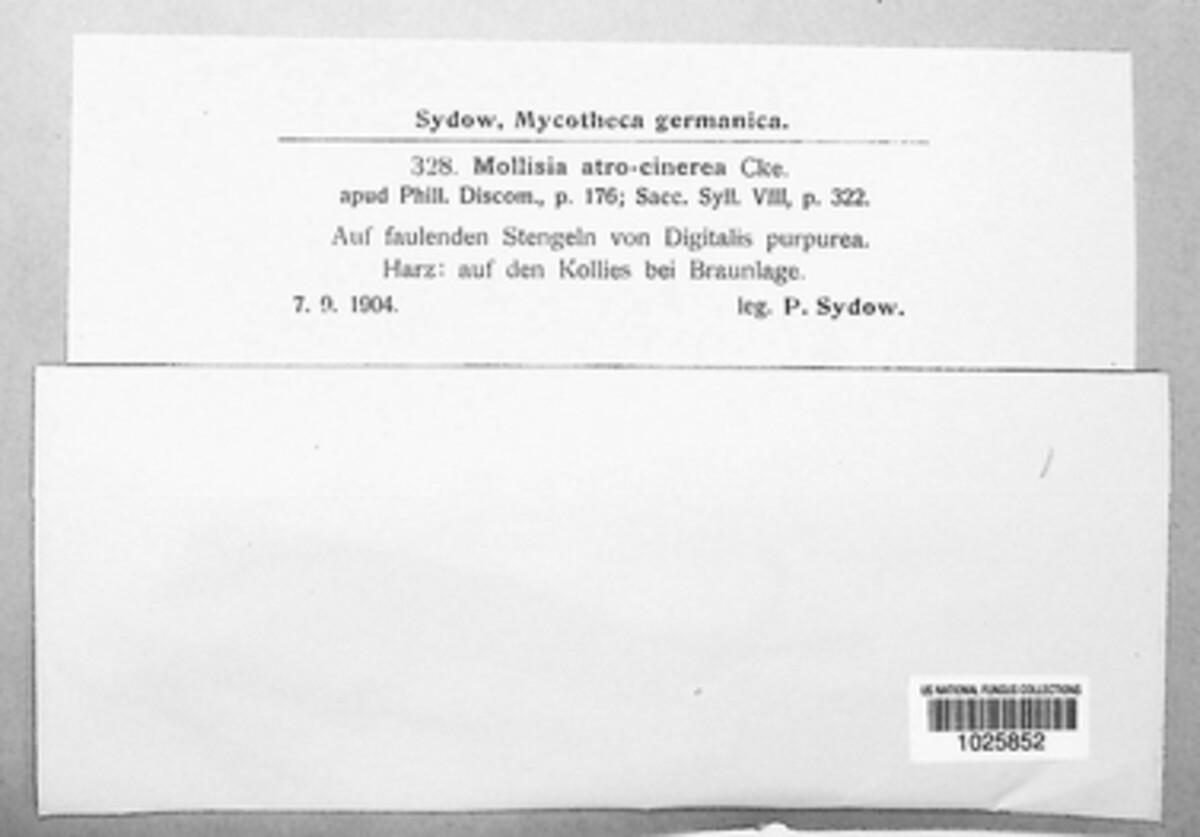 Sydow, Mycotheca germanica.
328. Mollisia atro-cinerea Cke.
apud Phill. Discom., p. 176; Sacc. Syll. VIII, p. 322.
Auf faulenden Stengeln von Digitalis purpurea.
Harz: auf den Kollies bei Braunlage.
7. 9. 1904. leg. P. Sydow.
US NATIONAL FUNGUS COLLECTIONS
1025852